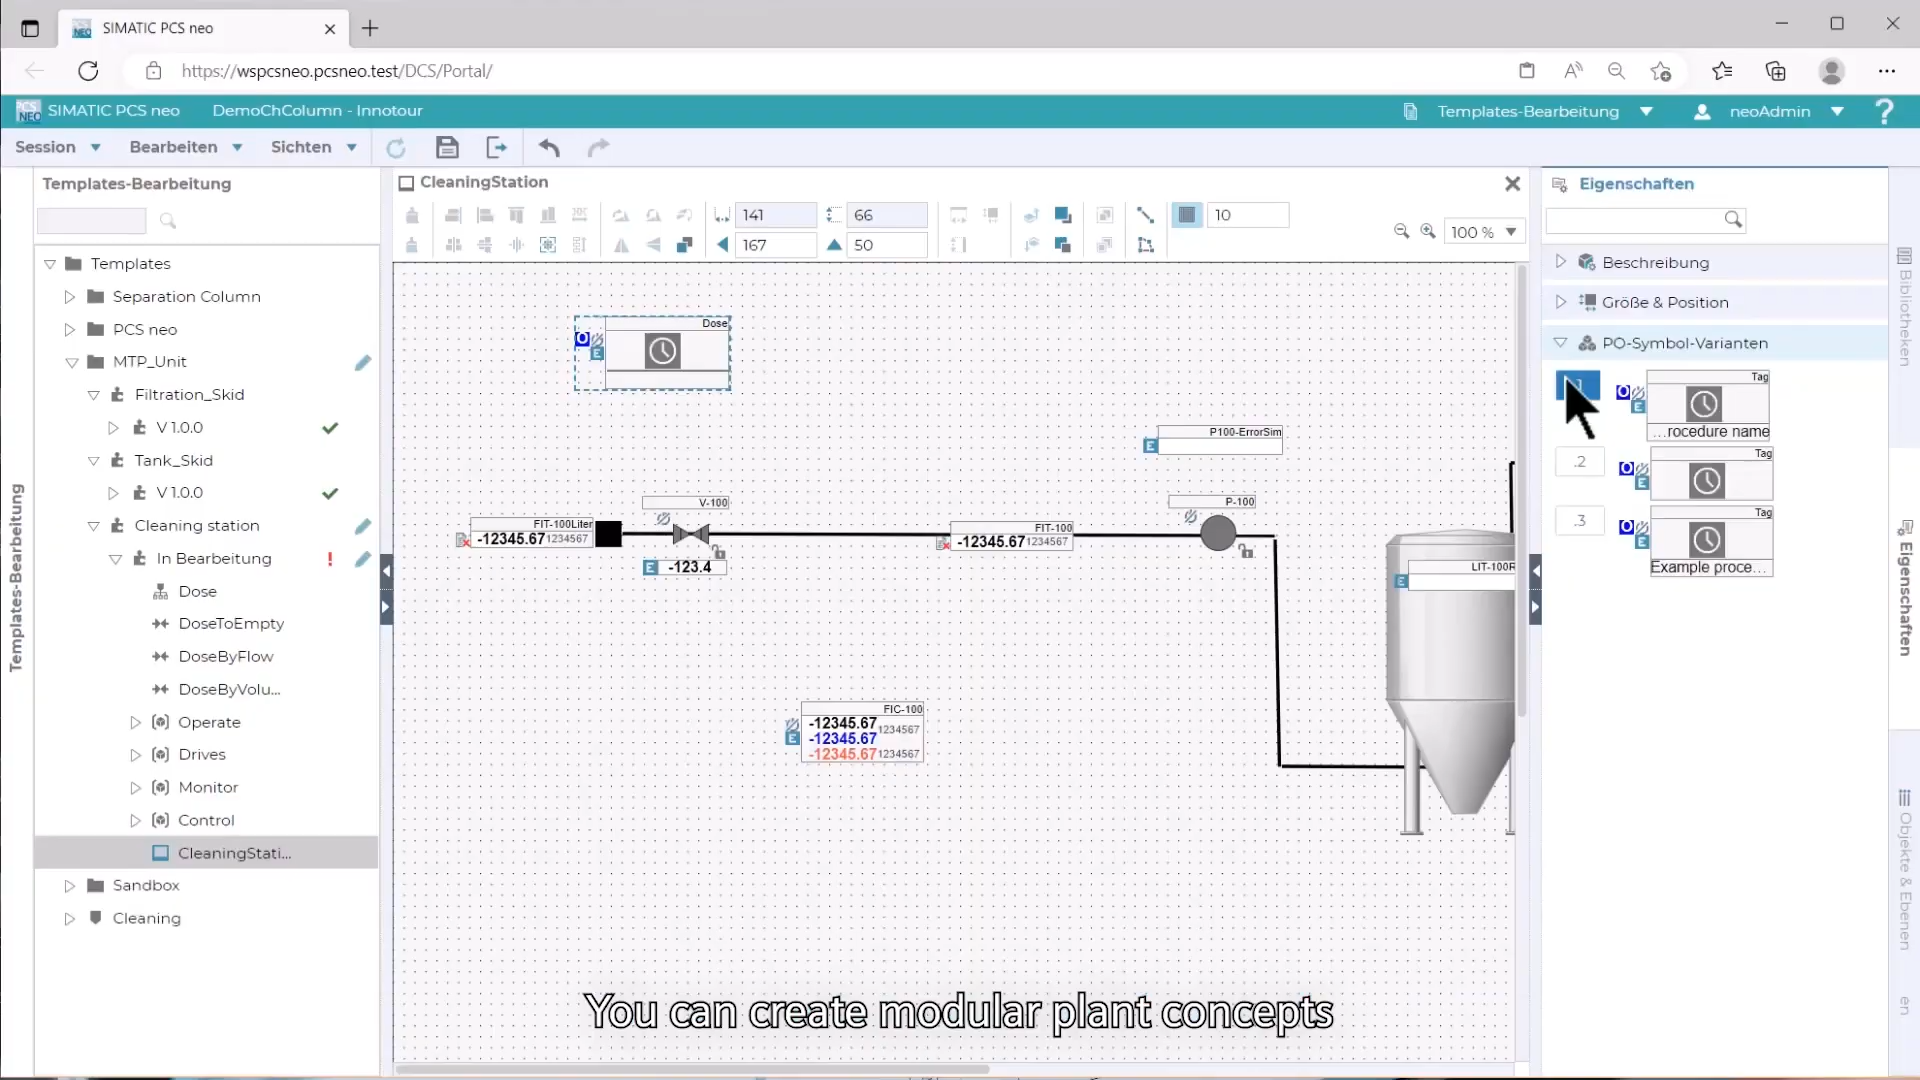 SIMATIC PCS neo
https://wspcsneo.pcsneo.test/DCS/Portal/
SIMATIC PCS neo
DemoChColumn - Innotour
Templates-Bearbeitung
neoAdmin
?
Session
Bearbeiten
Sichten
Templates-Bearbeitung
Templates-Bearbeitung
Templates
Separation Column
PCS neo
MTP_Unit
Filtration_Skid
V 1.0.0
Tank_Skid
V 1.0.0
Cleaning station
In Bearbeitung
!
Dose
DoseToEmpty
DoseByFlow
DoseByVolu...
Operate
Drives
Monitor
Control
CleaningStati...
Sandbox
Cleaning
CleaningStation
141
66
10
167
50
100 %
Dose
O
E
P100-ErrorSim
E
V-100
P-100
FIT-100Liter
-12345.67 1234567
FIT-100
-12345.67 1234567
E -123.4
E
FIC-100
-12345.67 1234567
-12345.67
-12345.67 1234567
E
You can create modular plant concepts
Eigenschaften
Beschreibung
Größe & Position
PO-Symbol-Varianten
Tag
O
E
...rocedure name
.2
Tag
O
E
.3
Tag
O
E
Example proce...
Bibliotheken
Eigenschaften
Objekte & Ebenen
en